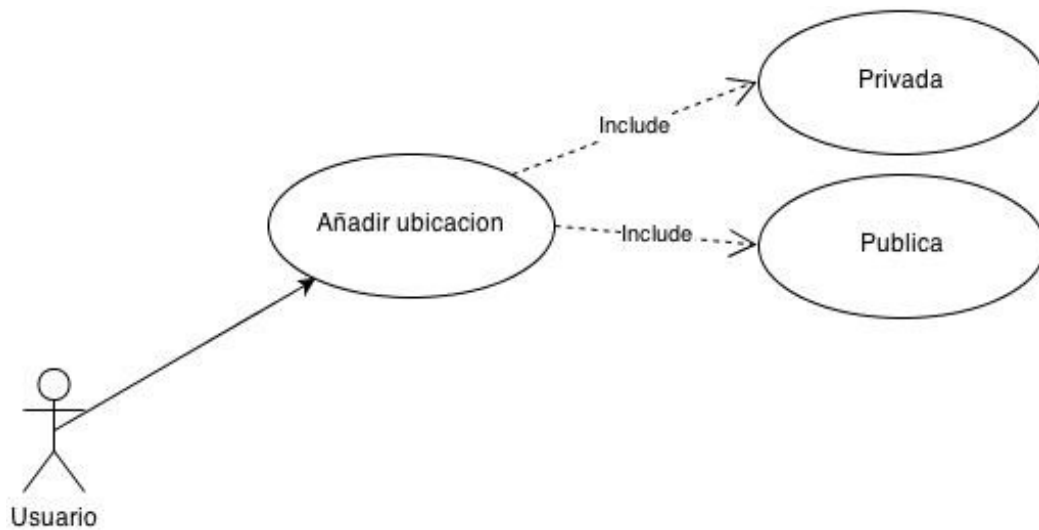 Privada
Include
Añadir ubicacion
Include
Publica
Usuario